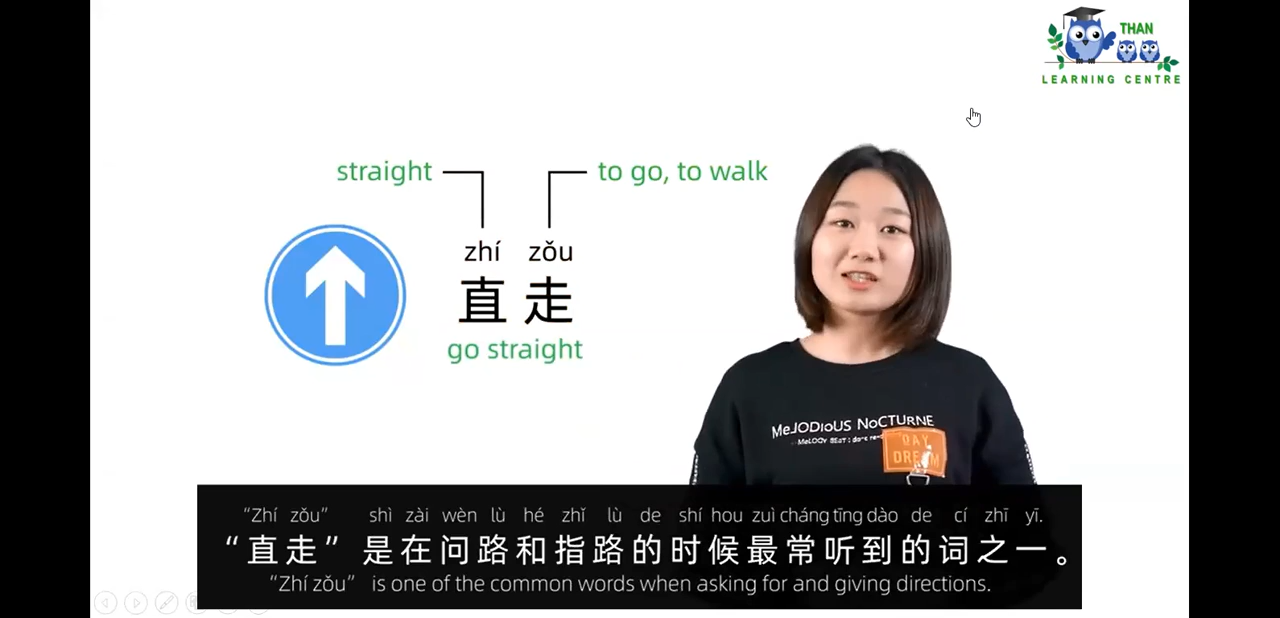 THAN
LEARNING CENTRE
straight
to go, to walk
zhí zǒu
直走
go straight
MeLODIoUS NoCTURNE
DAY
DREAM
“Zhí zǒu” shì zài wèn lù hé zhǐ lù de shí hou zuì cháng tīng dào de cí zhī yī.
“直走”是在问路和指路的时候最常听到的词之一。
“Zhí zǒu” is one of the common words when asking for and giving directions.